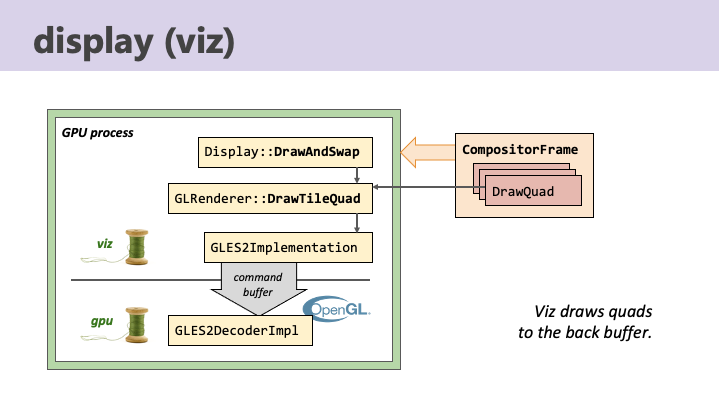 display (viz)
GPU process
Display::DrawAndSwap
CompositorFrame
DrawQuad
GLRenderer::DrawTileQuad
viz
GLES2Implementation
command
buffer
OpenGL.
gpu
GLES2DecoderImpl
Viz draws quads
to the back buffer.